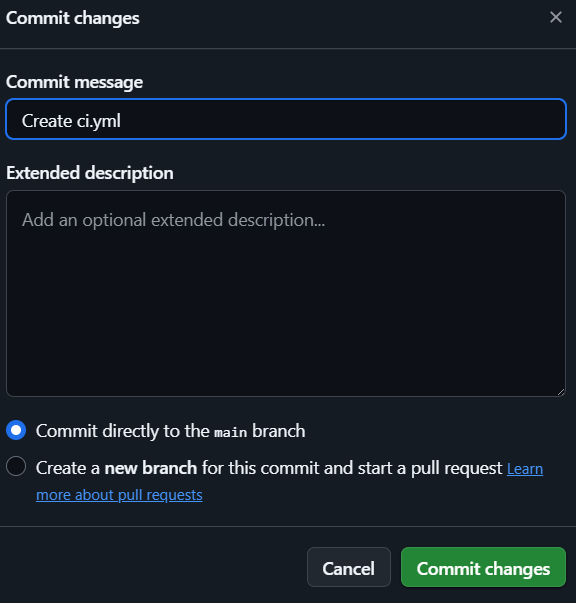 Commit changes
Commit message
Create ci.yml
Extended description
Add an optional extended description...
Commit directly to the main branch
Create a new branch for this commit and start a pull request Learn
more about pull requests
Cancel
Commit changes